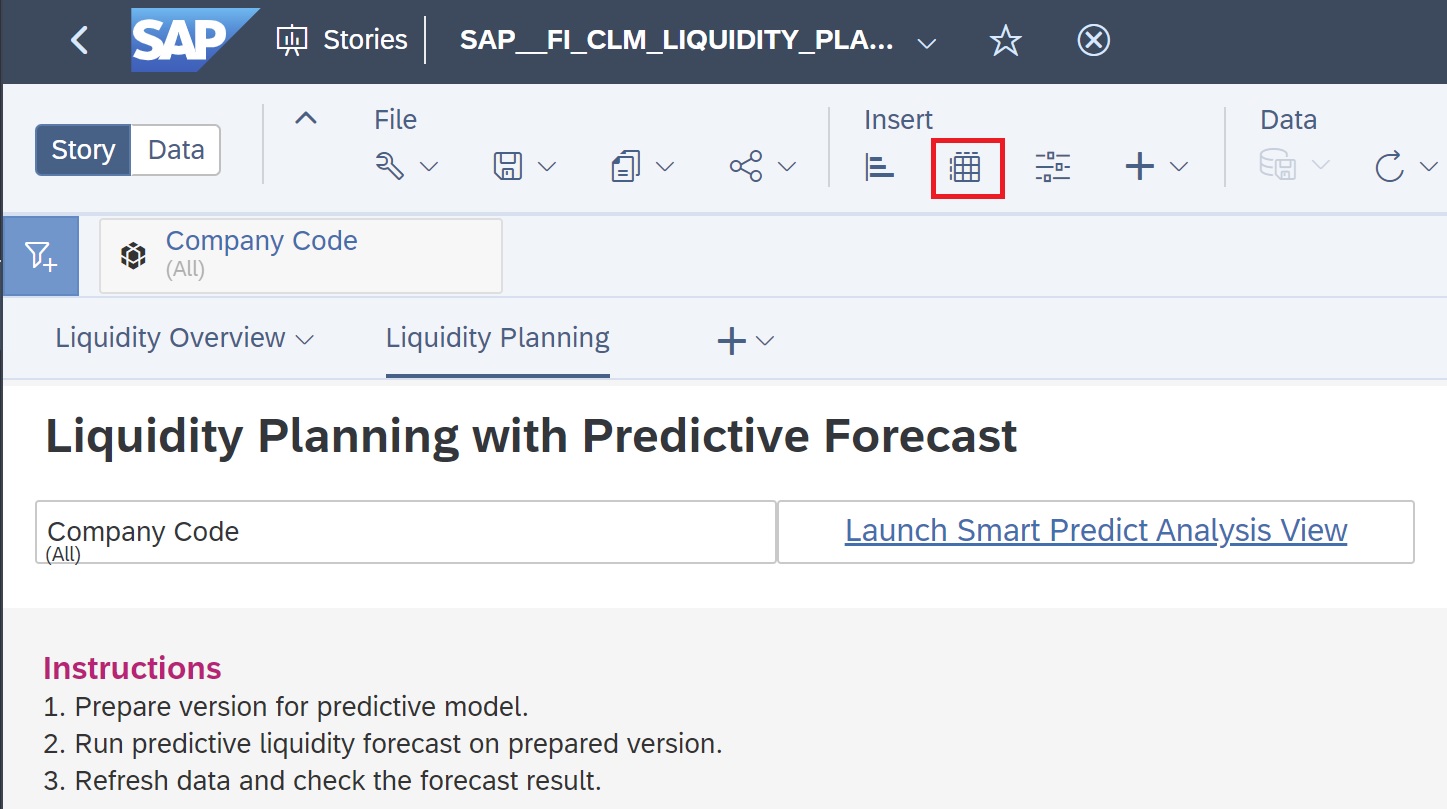 SAP Stories SAP__FI_CLM_LIQUIDITY_PLA...
File Insert Data
Story Data
Company Code
(All)
Liquidity Overview Liquidity Planning
Liquidity Planning with Predictive Forecast
Company Code
(All)
Launch Smart Predict Analysis View
Instructions
1. Prepare version for predictive model.
2. Run predictive liquidity forecast on prepared version.
3. Refresh data and check the forecast result.